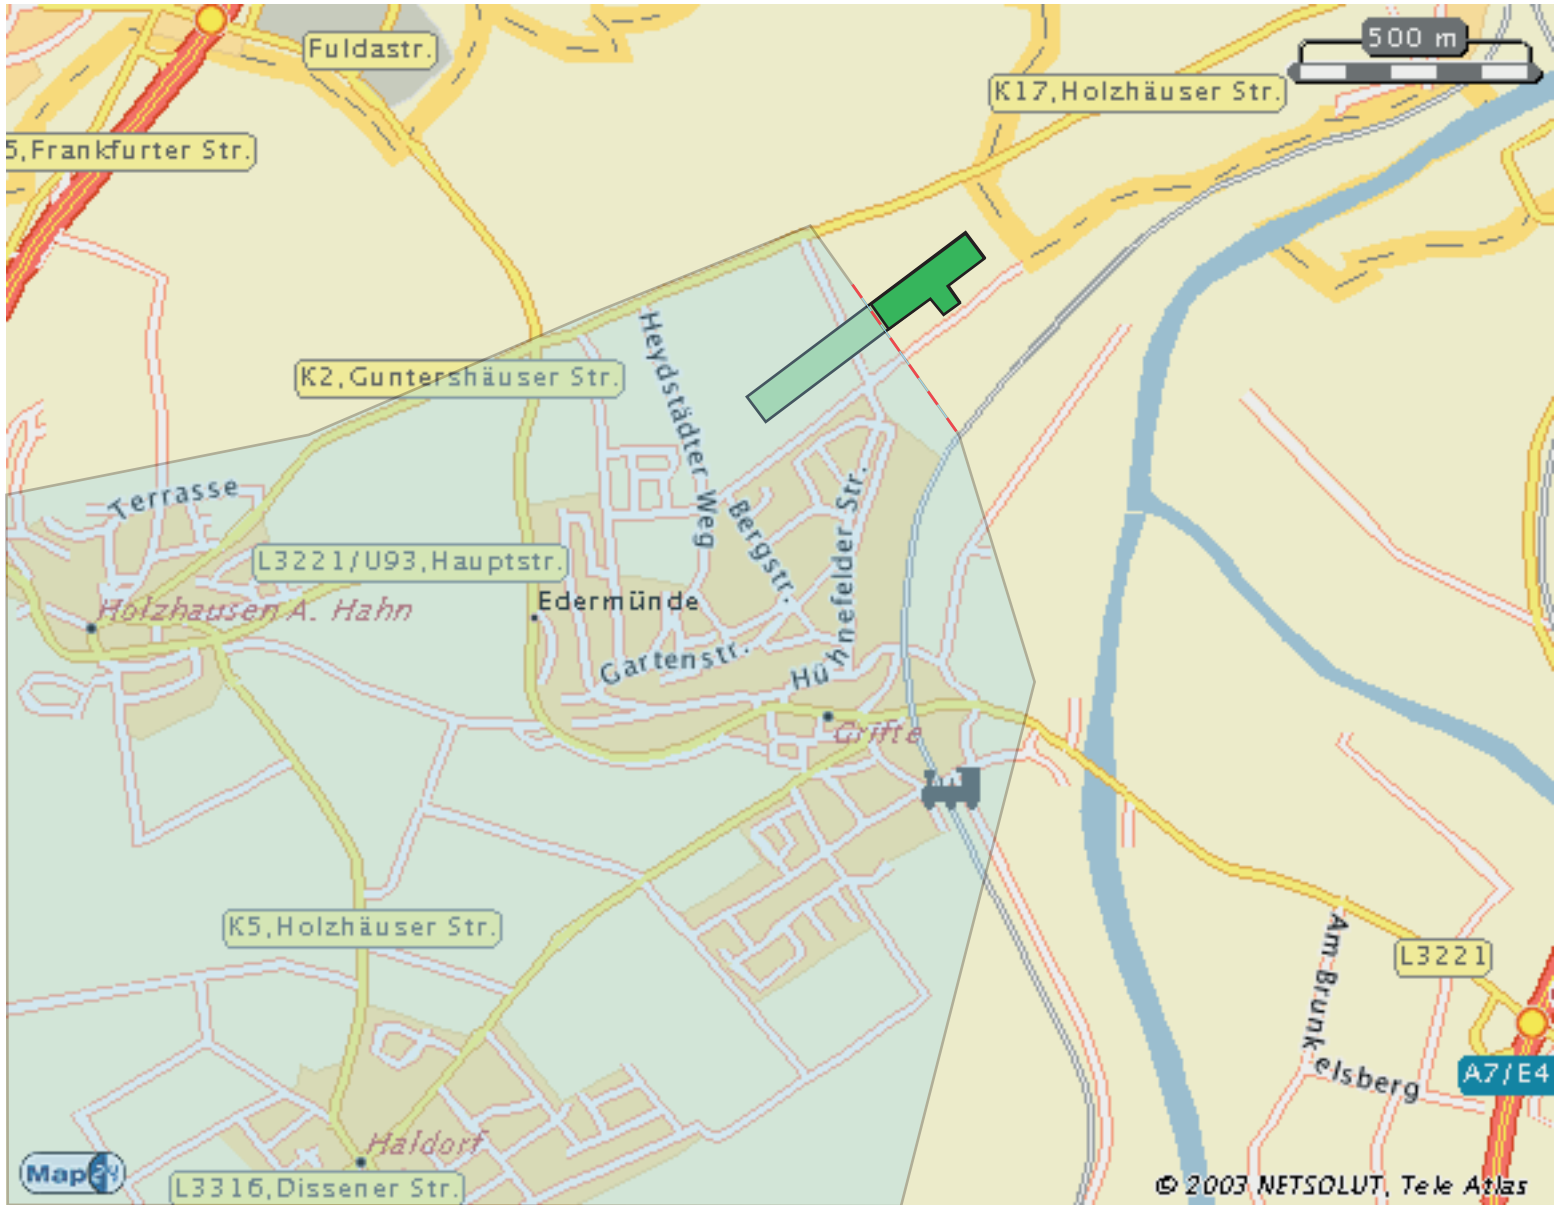 500 m
Fuldastr.
K17,Holzhäuser Str.
5,Frankfurter Str.
Heydstädter Weg
K2,Guntershäuser Str.
Terrasse
Bergstr.
Hühnefelder Str.
L3221/U93,Hauptstr.
Edermünde
Holzhausen A. Hahn
Gartenstr.
Grifte
K5,Holzhäuser Str.
Am Brunkelsberg
L3221
A7/E4
Haldorf
Map24
L3316,Dissener Str.
© 2003 NETSOLUT, Tele Atlas